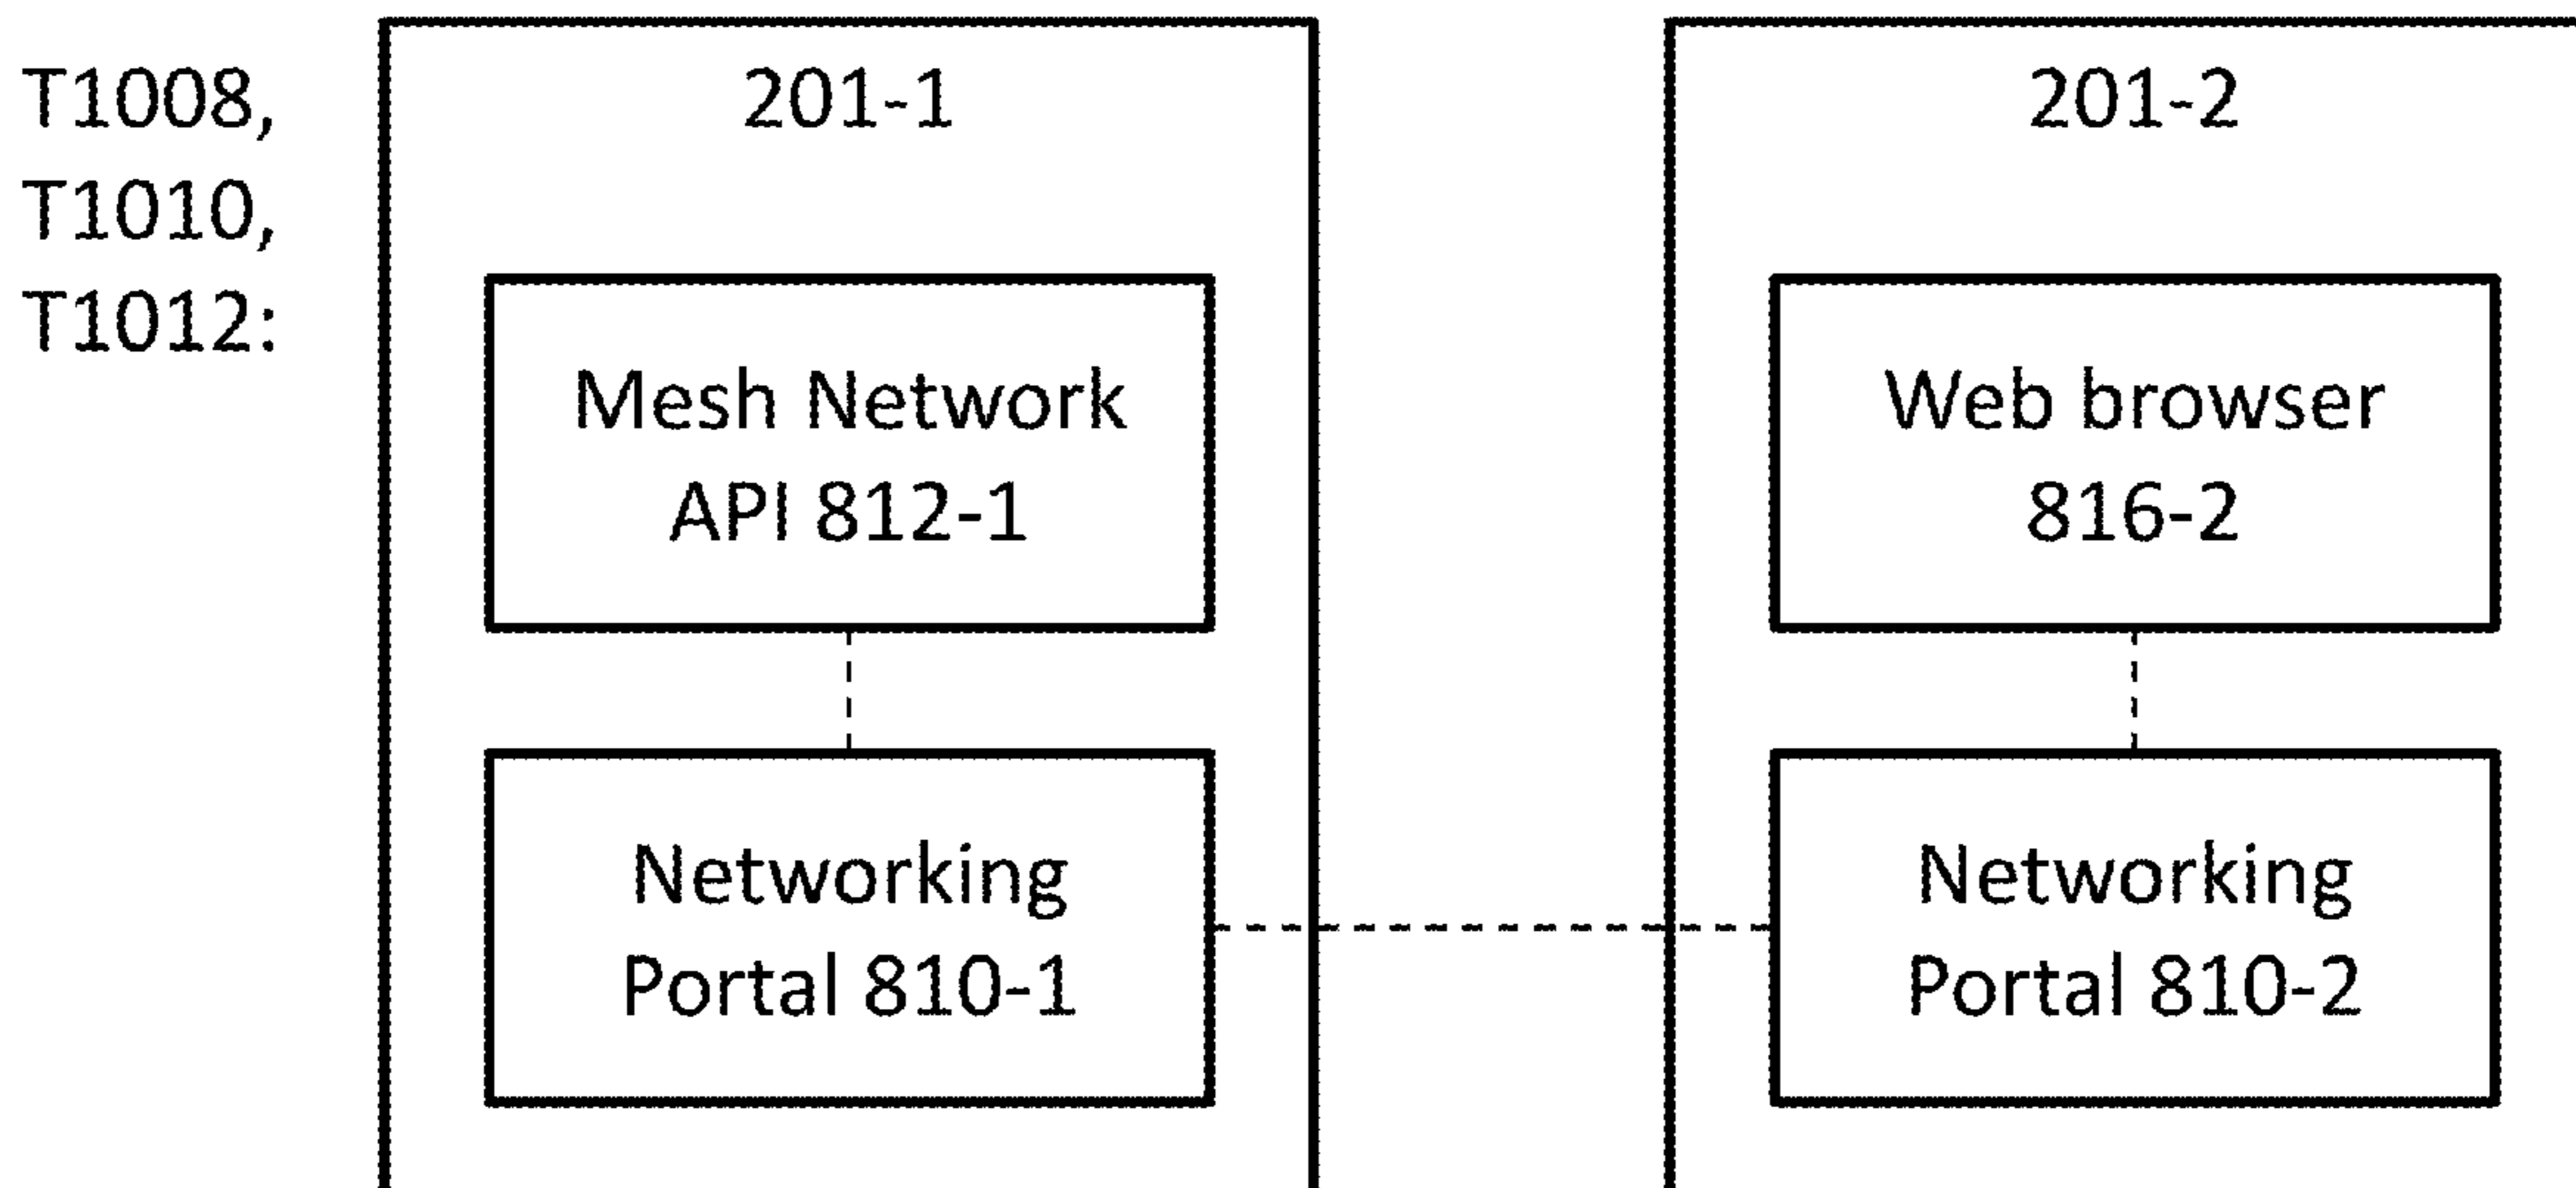 T1008,
T1010,
T1012:
201-1
Mesh Network
API 812-1
Networking
Portal 810-1
201-2
Web browser
816-2
Networking
Portal 810-2